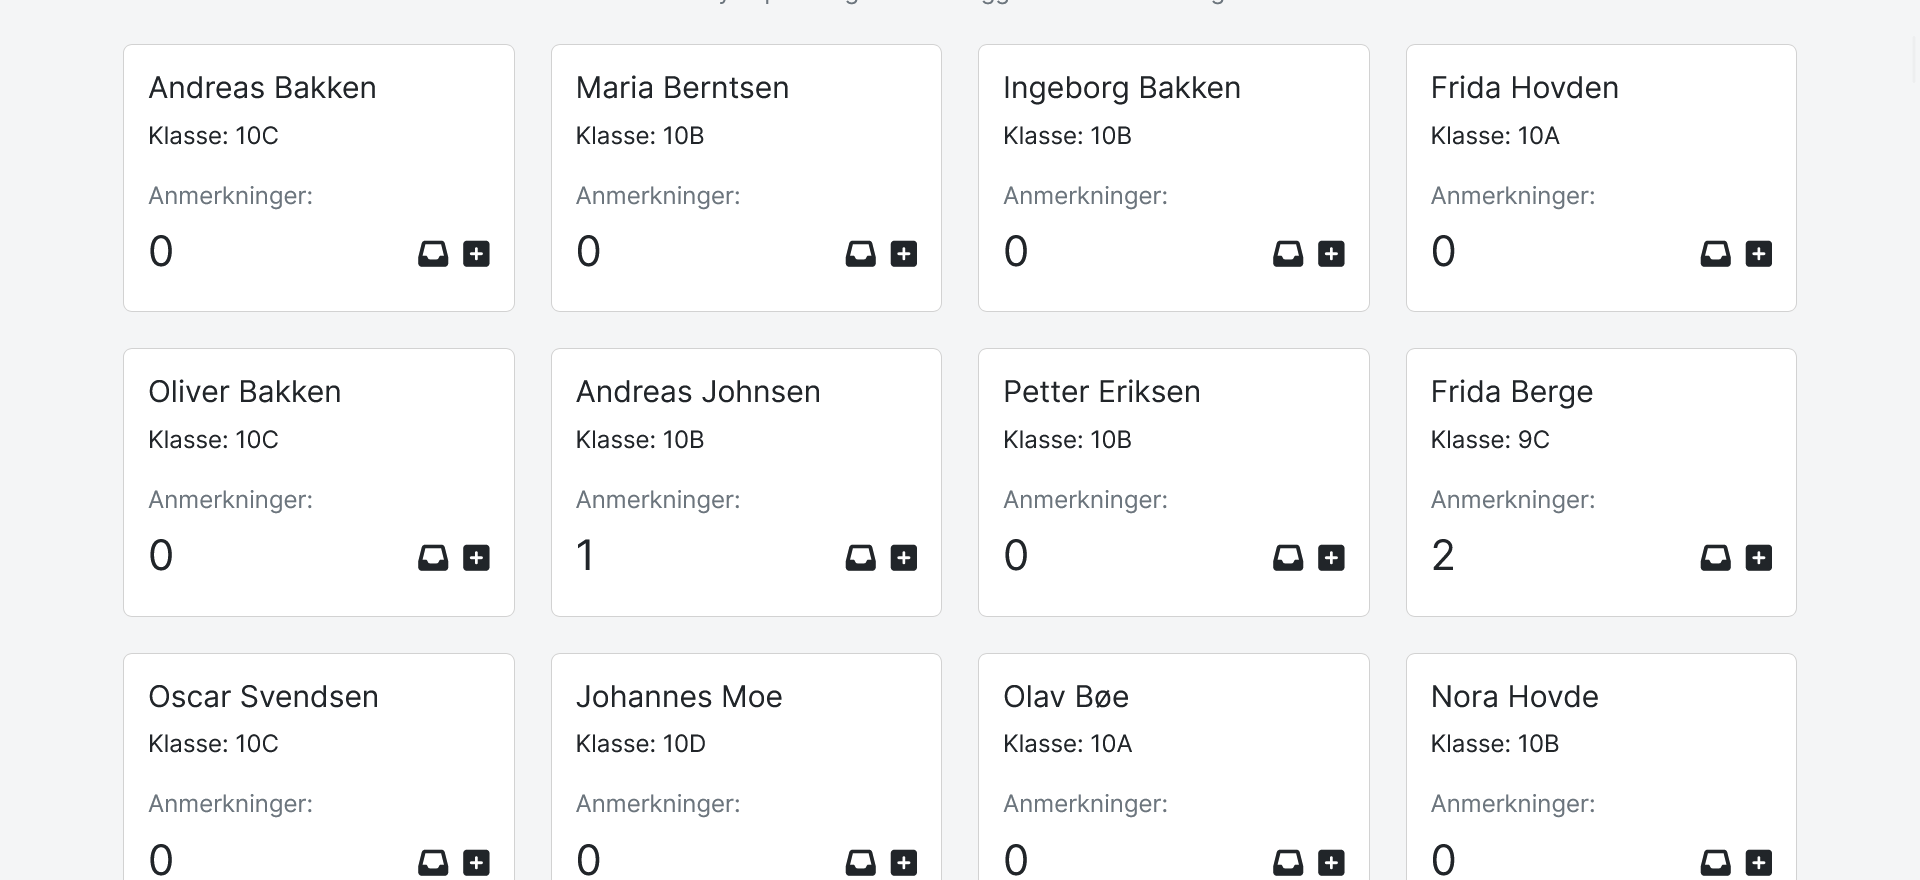 Andreas Bakken
Klasse: 10C
Anmerkninger:
0
Maria Berntsen
Klasse: 10B
Anmerkninger:
0
Ingeborg Bakken
Klasse: 10B
Anmerkninger:
0
Frida Hovden
Klasse: 10A
Anmerkninger:
0
Oliver Bakken
Klasse: 10C
Anmerkninger:
0
Andreas Johnsen
Klasse: 10B
Anmerkninger:
1
Petter Eriksen
Klasse: 10B
Anmerkninger:
0
Frida Berge
Klasse: 9C
Anmerkninger:
2
Oscar Svendsen
Klasse: 10C
Anmerkninger:
0
Johannes Moe
Klasse: 10D
Anmerkninger:
0
Olav Bøe
Klasse: 10A
Anmerkninger:
0
Nora Hovde
Klasse: 10B
Anmerkninger:
0